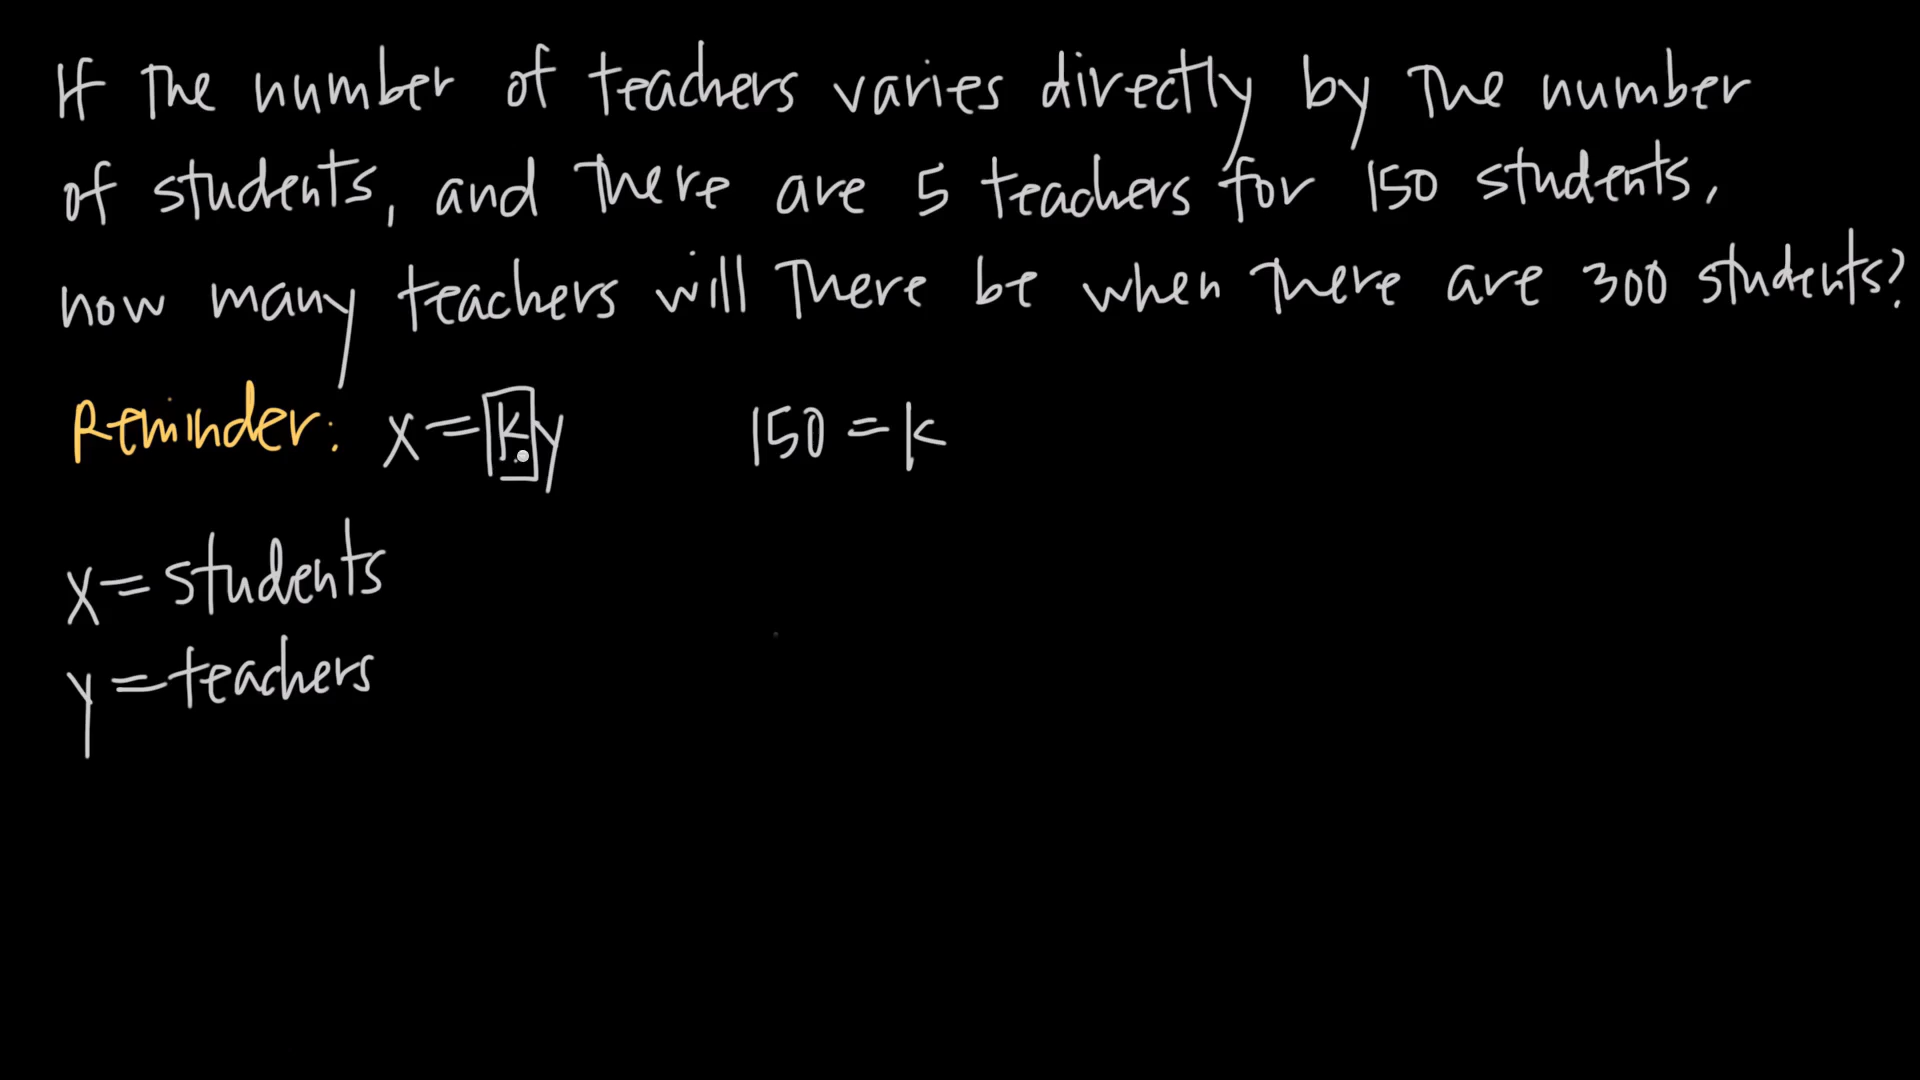 If the number of teachers varies directly by the number
of students, and there are 5 teachers for 150 students,
how many teachers will there be when there are 300 students?
Reminder: x = ky 150 = k
x = students
y = teachers